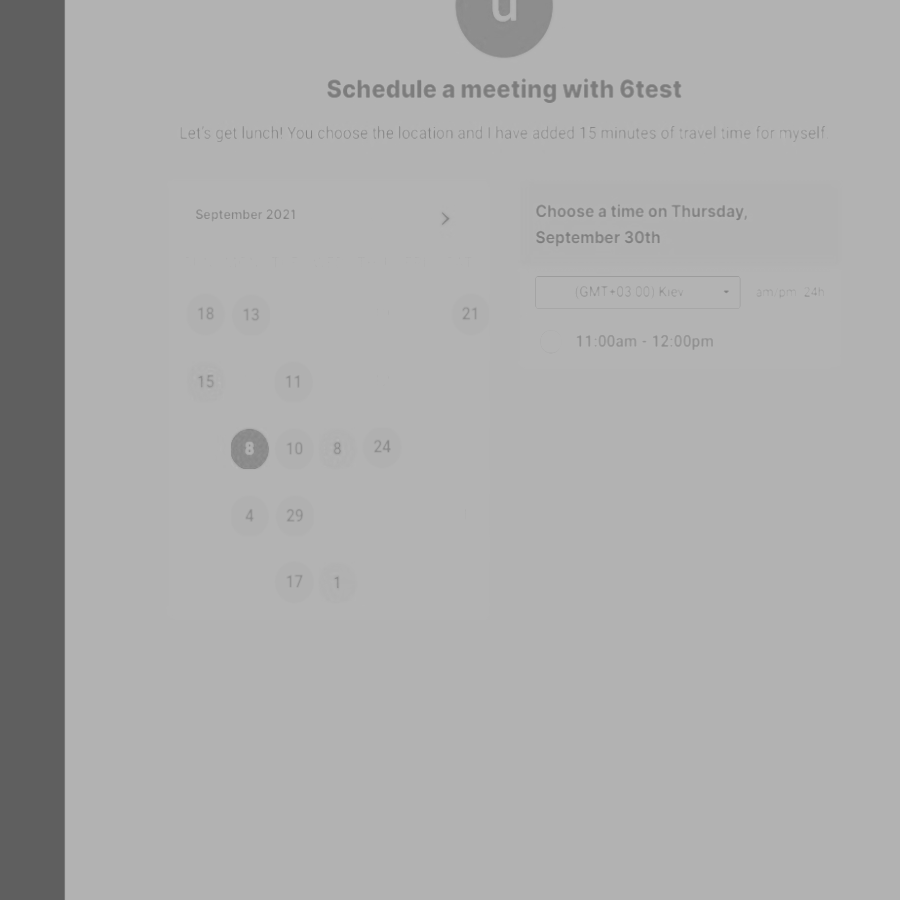 u
Schedule a meeting with 6test
Let's get lunch! You choose the location and I have added 15 minutes of travel time for myself
September 2021
18 13 21
15 11
8 10 8 24
4 29
17 1
Choose a time on Thursday,
September 30th
(GMT+03:00) Kiev
am/pm 24h
11:00am - 12:00pm